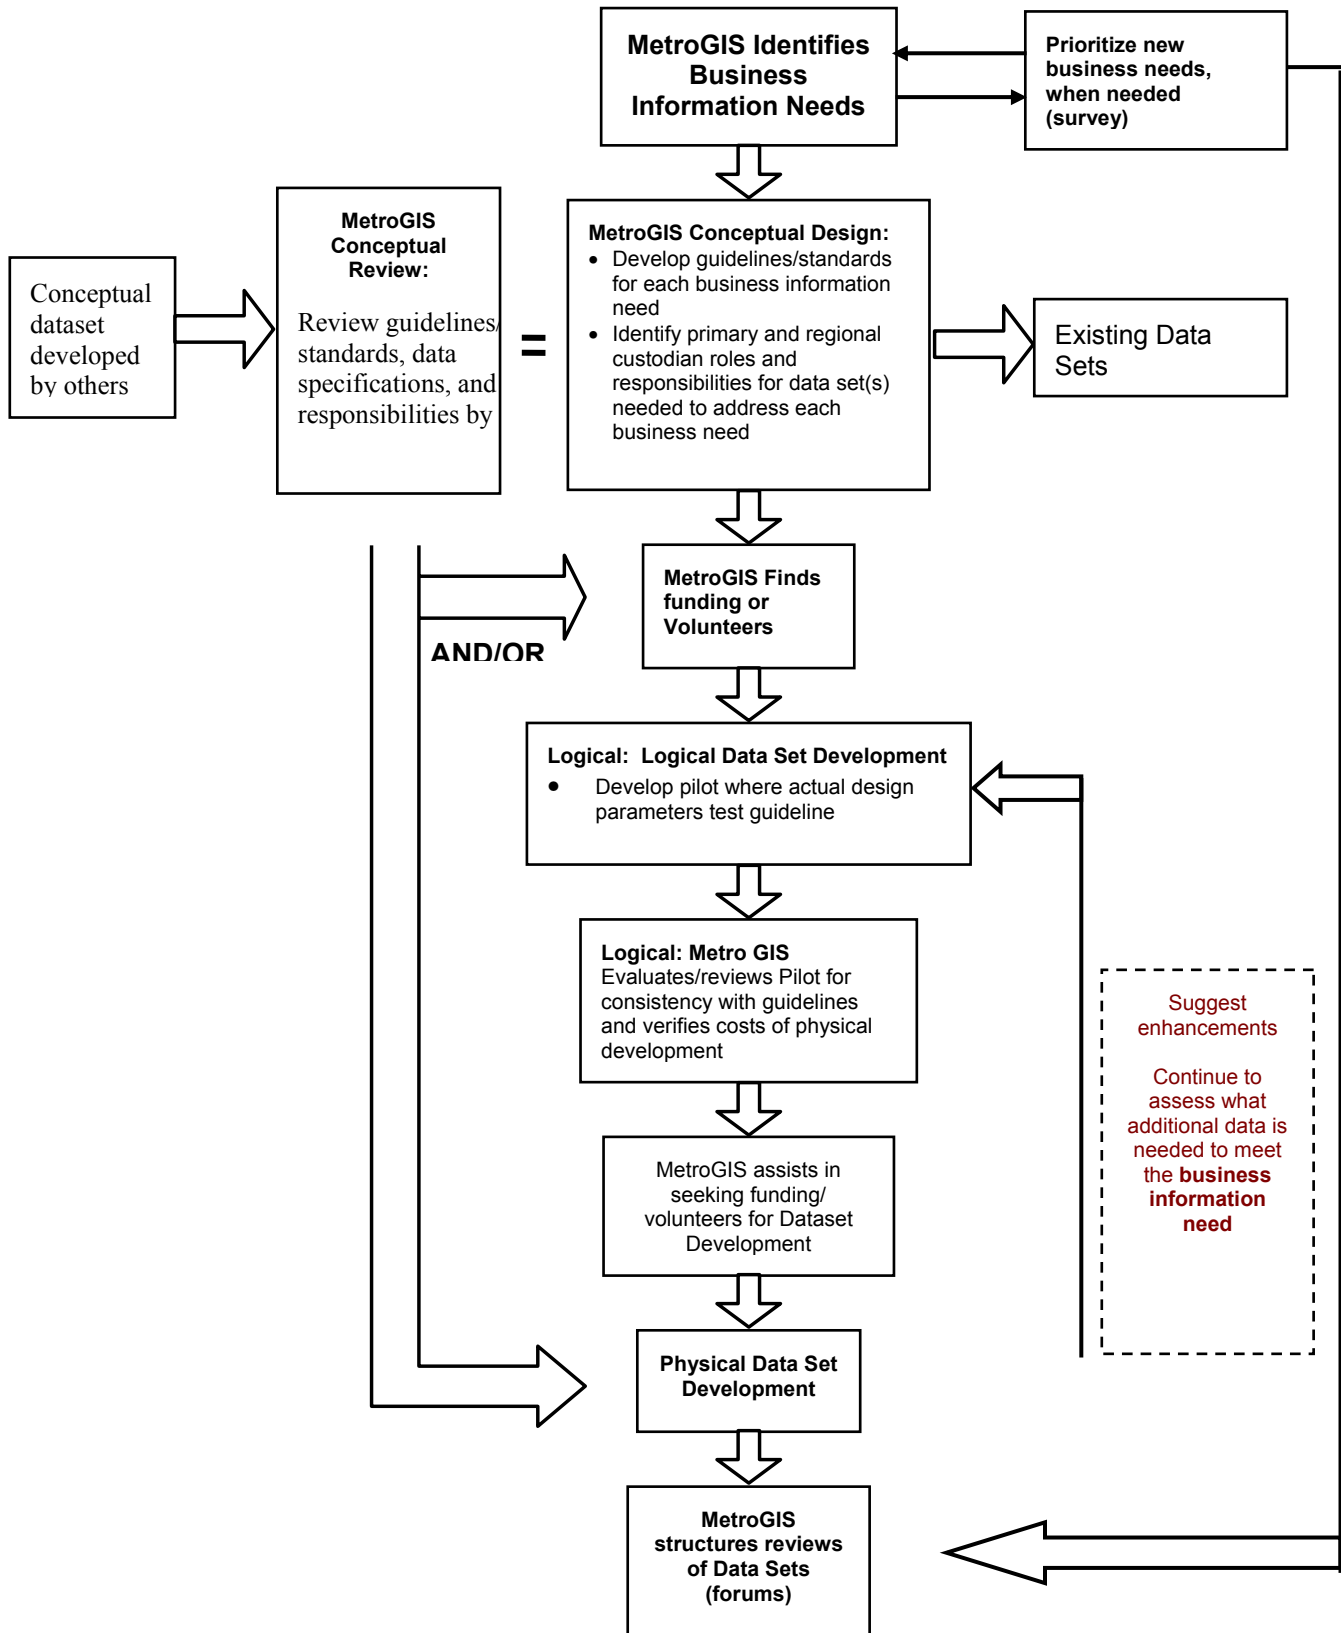 MetroGIS Identifies
Business
Information Needs
Prioritize new
business needs,
when needed
(survey)
Conceptual
dataset
developed
by others
MetroGIS
Conceptual
Review:
Review guidelines/
standards, data
specifications, and
responsibilities by
=
MetroGIS Conceptual Design:
• Develop guidelines/standards
for each business information
need
• Identify primary and regional
custodian roles and
responsibilities for data set(s)
needed to address each
business need
Existing Data
Sets
MetroGIS Finds
funding or
Volunteers
AND/OR
Logical: Logical Data Set Development
• Develop pilot where actual design
parameters test guideline
Logical: Metro GIS
Evaluates/reviews Pilot for
consistency with guidelines
and verifies costs of physical
development
Suggest
enhancements
Continue to
assess what
additional data is
needed to meet
the business
information
need
MetroGIS assists in
seeking funding/
volunteers for Dataset
Development
Physical Data Set
Development
MetroGIS
structures reviews
of Data Sets
(forums)